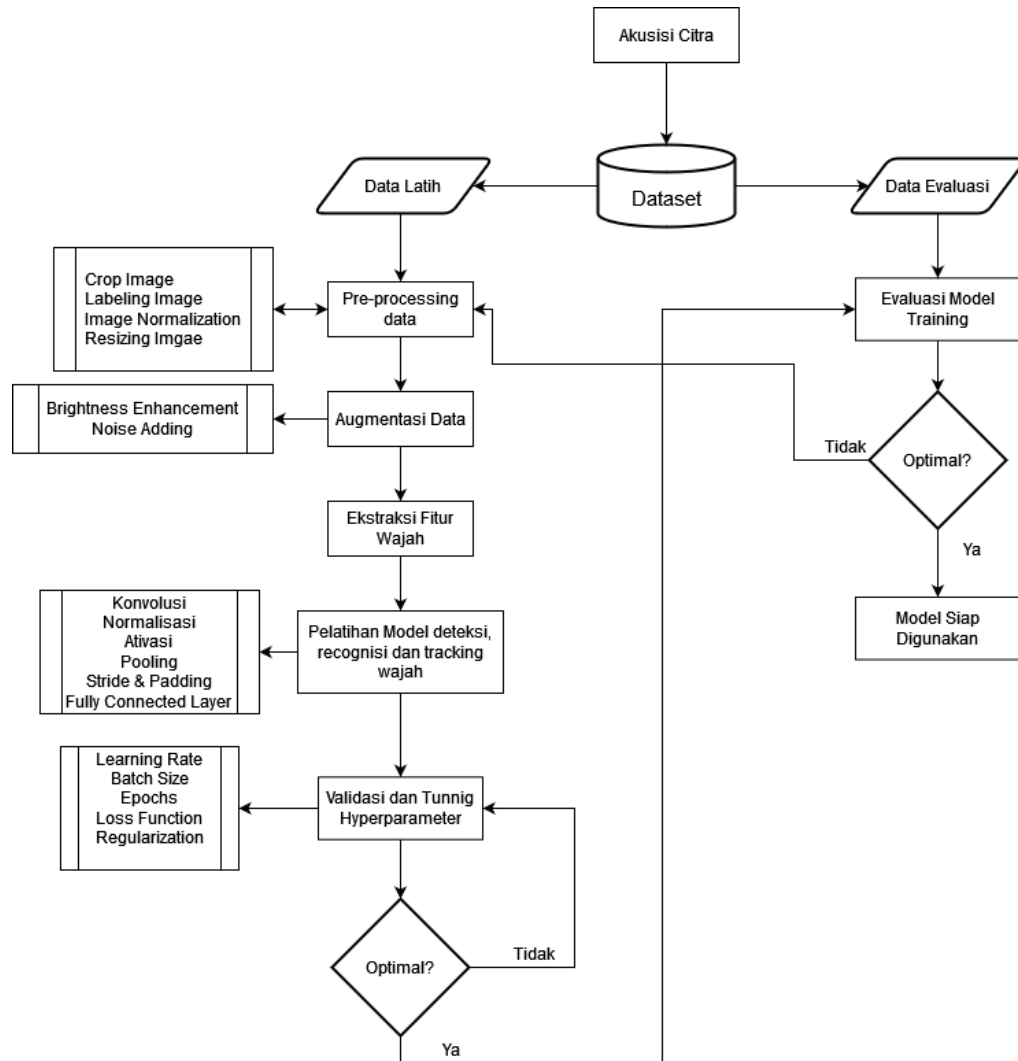 Akusisi Citra
Dataset
Data Latih
Data Evaluasi
Crop Image
Labeling Image
Image Normalization
Resizing Imgae
Pre-processing
data
Evaluasi Model
Training
Brightness Enhancement
Noise Adding
Augmentasi Data
Tidak
Optimal?
Ya
Ekstraksi Fitur
Wajah
Konvolusi
Normalisasi
Ativasi
Pooling
Stride & Padding
Fully Connected Layer
Pelatihan Model deteksi,
recognisi dan tracking
wajah
Model Siap
Digunakan
Learning Rate
Batch Size
Epochs
Loss Function
Regularization
Validasi dan Tunnig
Hyperparameter
Optimal?
Tidak
Ya